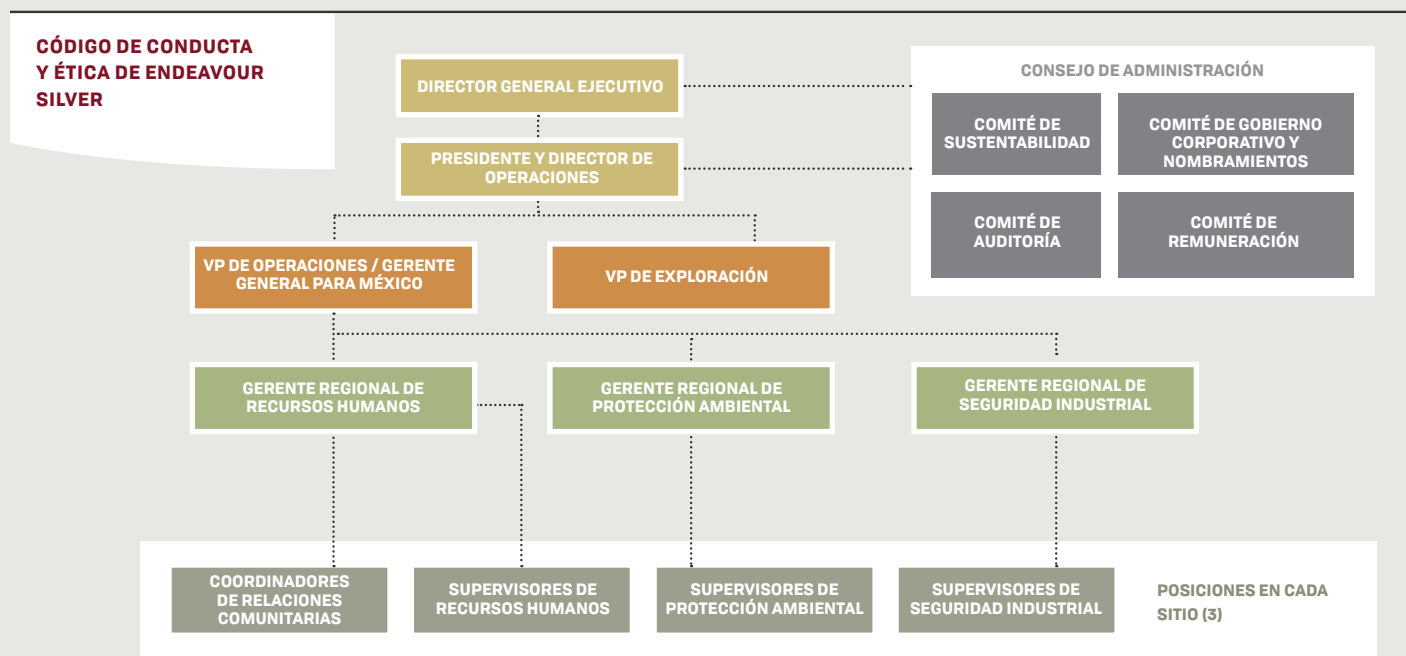 CÓDIGO DE CONDUCTA
Y ÉTICA DE ENDEAVOUR
SILVER
DIRECTOR GENERAL EJECUTIVO
PRESIDENTE Y DIRECTOR DE
OPERACIONES
CONSEJO DE ADMINISTRACIÓN
COMITÉ DE
SUSTENTABILIDAD
COMITÉ DE GOBIERNO
CORPORATIVO Y
NOMBRAMIENTOS
COMITÉ DE
AUDITORÍA
COMITÉ DE
REMUNERACIÓN
VP DE OPERACIONES / GERENTE
GENERAL PARA MÉXICO
VP DE EXPLORACIÓN
GERENTE REGIONAL DE
RECURSOS HUMANOS
GERENTE REGIONAL DE
PROTECCIÓN AMBIENTAL
GERENTE REGIONAL DE
SEGURIDAD INDUSTRIAL
COORDINADORES
DE RELACIONES
COMUNITARIAS
SUPERVISORES DE
RECURSOS HUMANOS
SUPERVISORES DE
PROTECCIÓN AMBIENTAL
SUPERVISORES DE
SEGURIDAD INDUSTRIAL
POSICIONES EN CADA
SITIO (3)